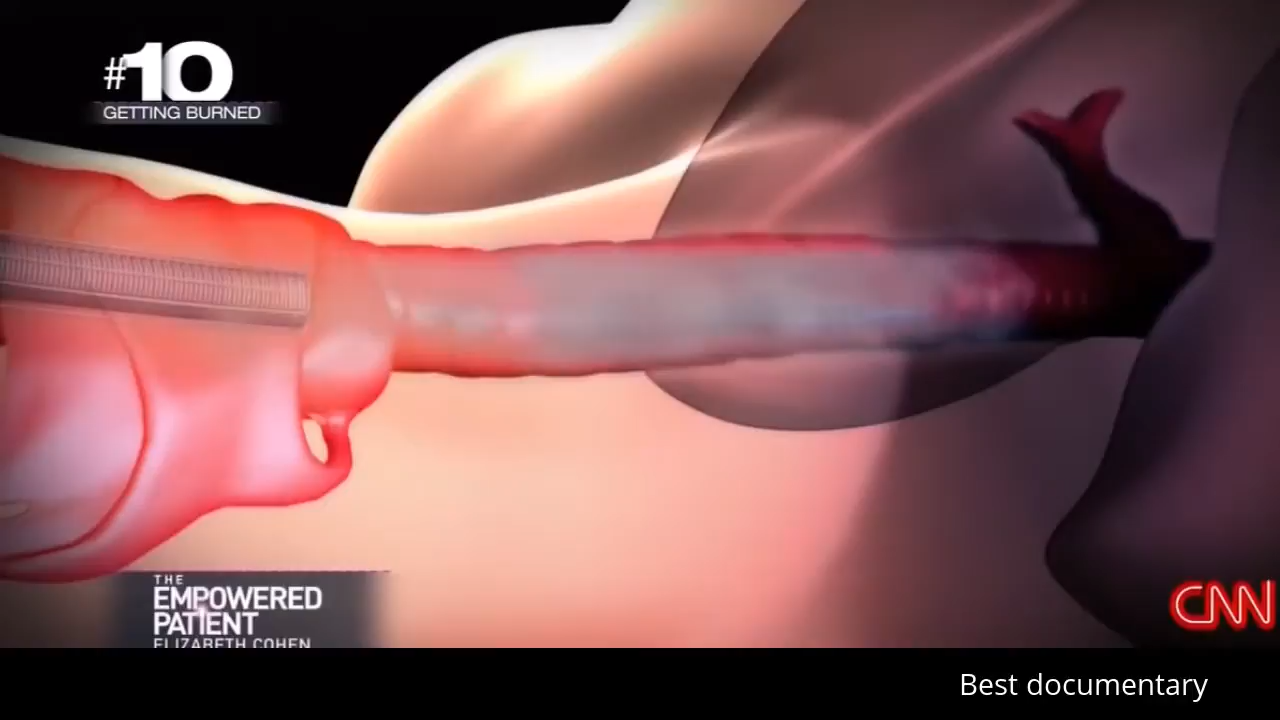 #10
GETTING BURNED
THE
EMPOWERED
PATIENT
ELIZABETH COHEN
CNN
Best documentary